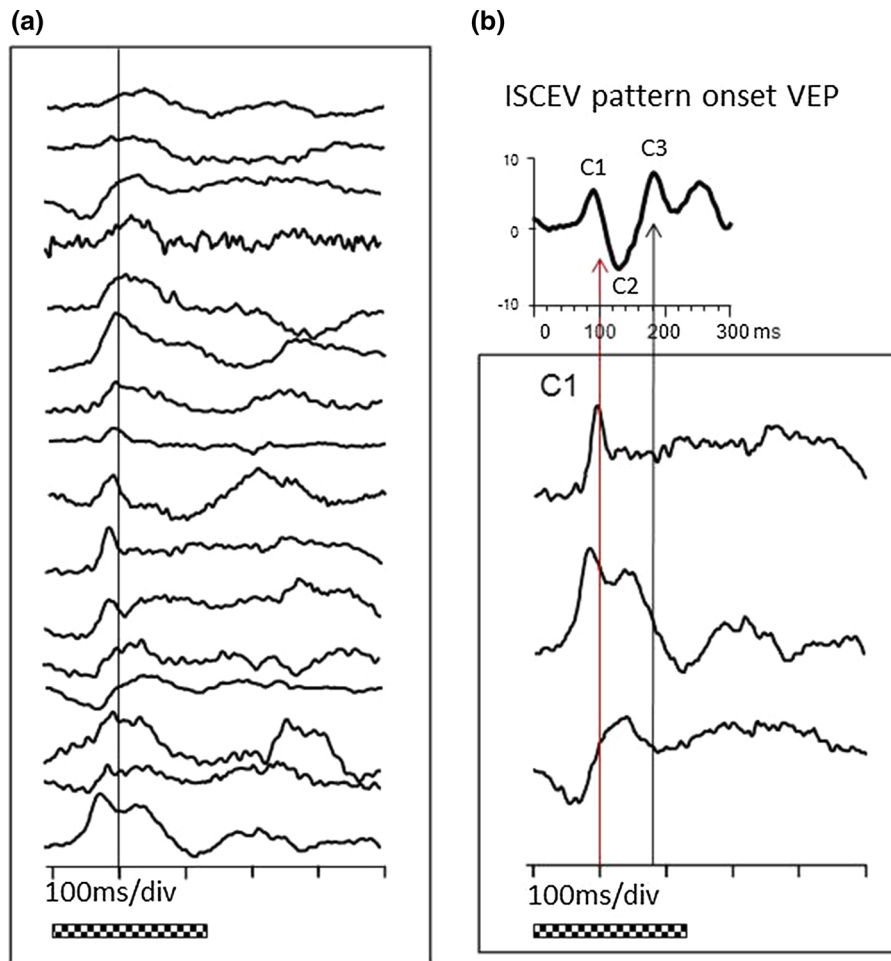 (a)
100ms/div
(b)
ISCEV pattern onset VEP
10
0
-10
C1
C2
C3
0 100 200 300 ms
C1
100ms/div